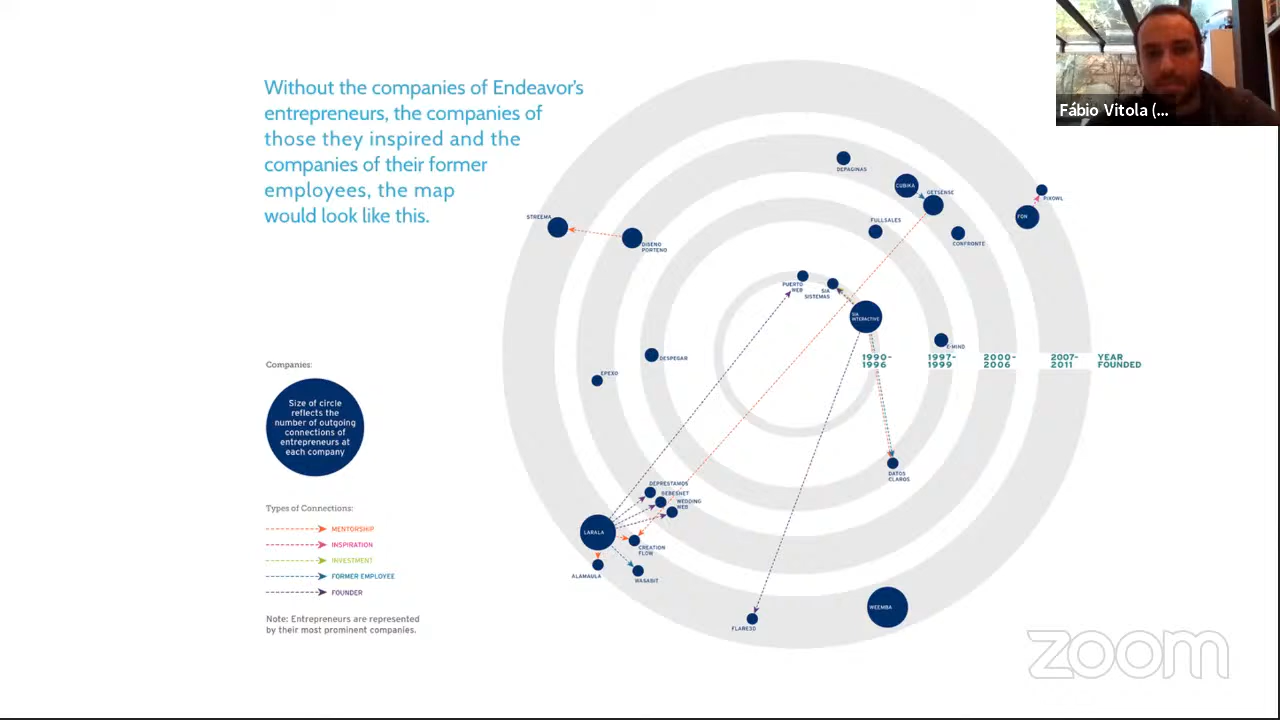 Without the companies of Endeavor's
entrepreneurs, the companies of
those they inspired and the
companies of their former
employees, the map
would look like this.
Fábio Vitola (...
DEPAGINAS
CUBIKA
GETSENSE
PIXOWL
FON
STREEMA
DISENO
PORTENO
FULLSALES
CONFRONTE
PUERTO
WEB
SIA
SISTEMAS
SIA
INTERACTIVE
E-MIND
DESPEGAR
EPEXO
1990-
1996
1997-
1999
2000-
2006
2007-
2011
YEAR
FOUNDED
Companies:
Size of circle
reflects the
number of outgoing
connections of
entrepreneurs at
each company
DATOS
CLAROS
DEPRESTAMOS
BEBESHET
WEDDING
WEB
LARALA
CREATION
FLOW
ALAMAULA
WASABIT
FLARE3D
WEEMBA
Types of Connections:
MENTORSHIP
INSPIRATION
INVESTMENT
FORMER EMPLOYEE
FOUNDER
Note: Entrepreneurs are represented
by their most prominent companies.
zoom